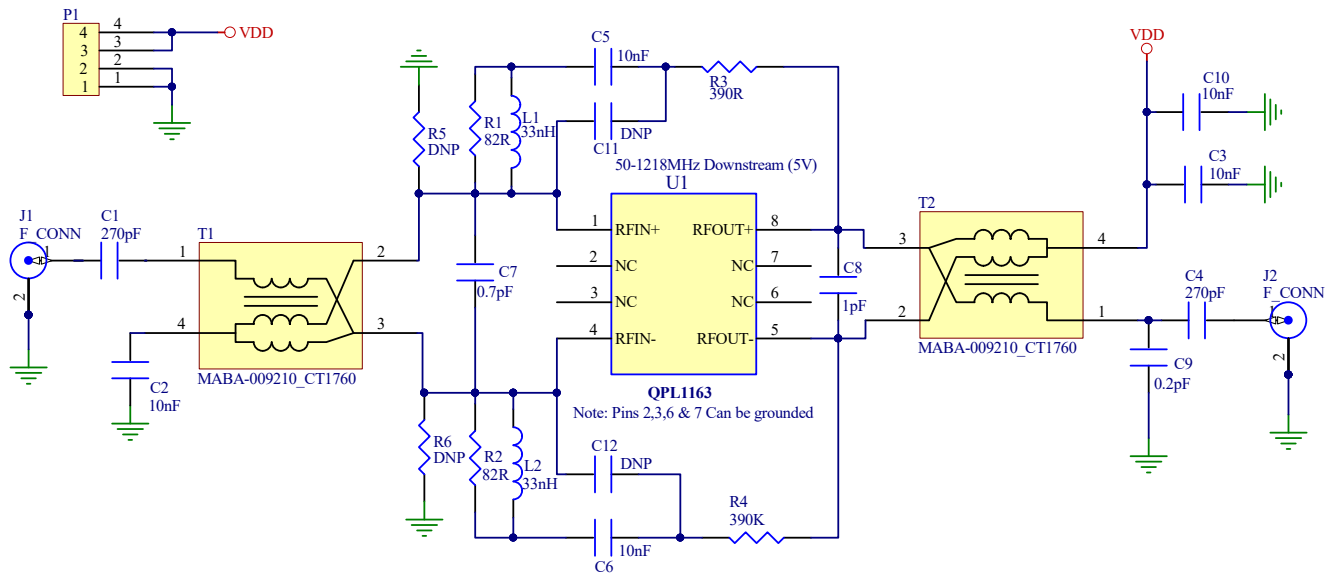 P1
4
4
3
3
2
2
1
1
VDD
R5
DNP
R1
82R
L1
33nH
C5
10nF
C11
DNP
R3
390R
50-1218MHz Downstream (5V)
U1
1
RFIN+
RFOUT+
8
2
NC
NC
7
3
NC
NC
6
4
RFIN-
RFOUT-
5
QPL1163
Note: Pins 2,3,6 & 7 Can be grounded
J1
F_CONN
1
2
C1
270pF
T1
1
2
4
3
MABA-009210_CT1760
C2
10nF
C7
0.7pF
R6
DNP
R2
82R
L2
33nH
C12
DNP
C6
10nF
R4
390K
C8
1pF
T2
3
4
2
1
MABA-009210_CT1760
VDD
C10
10nF
C3
10nF
C4
270pF
J2
F_CONN
1
2
C9
0.2pF